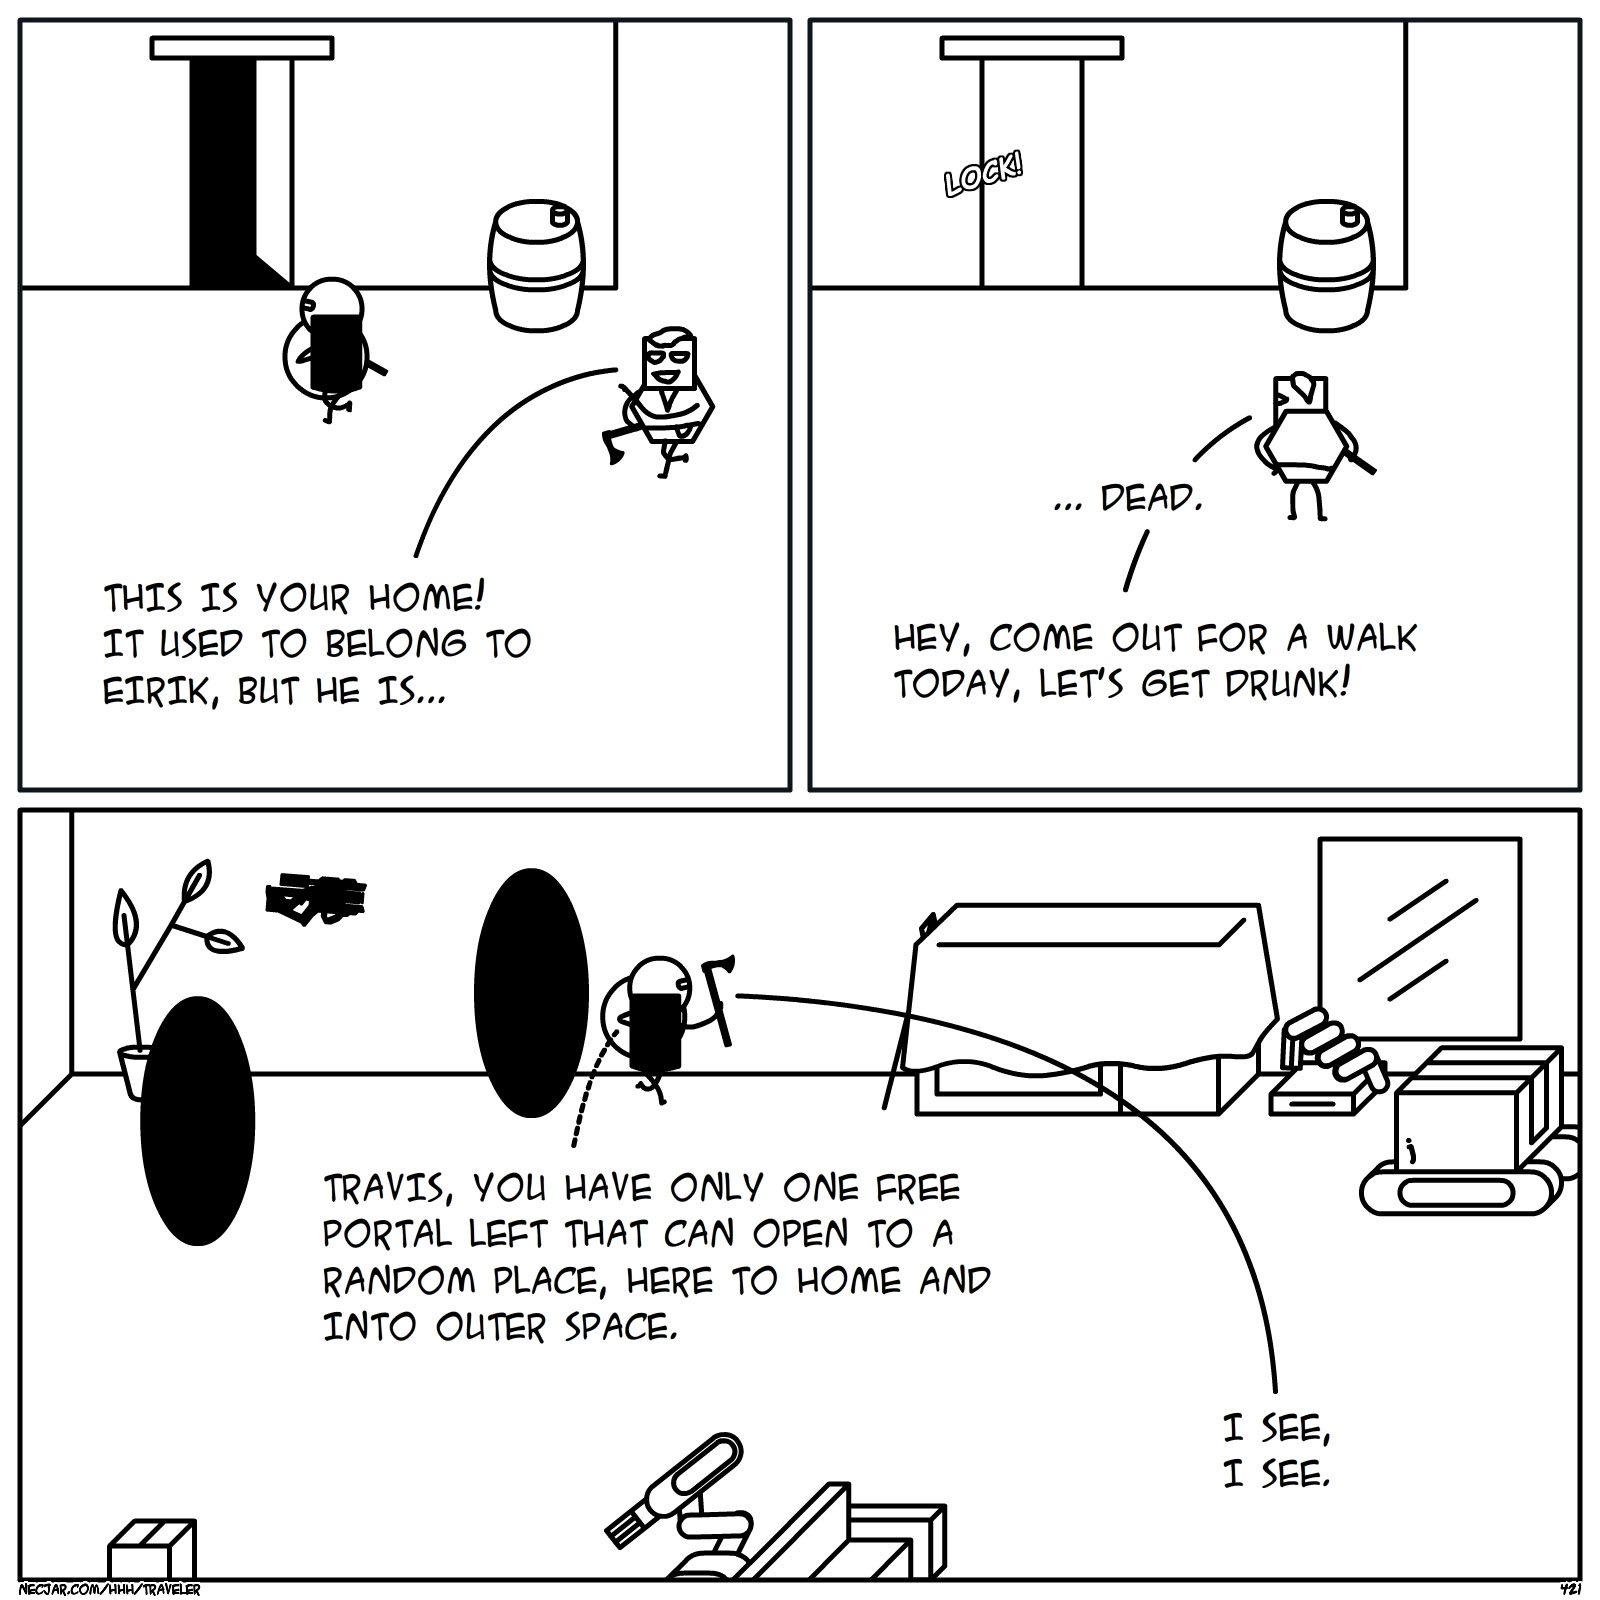 THIS IS YOUR HOME!
IT USED TO BELONG TO
EIRIK, BUT HE IS...
LOCK!
... DEAD.
HEY, COME OUT FOR A WALK
TODAY, LET'S GET DRUNK!
TRAVIS, YOU HAVE ONLY ONE FREE
PORTAL LEFT THAT CAN OPEN TO A
RANDOM PLACE, HERE TO HOME AND
INTO OUTER SPACE.
I SEE,
I SEE.
NECJAR.COM/HHH/TRAVELER
421